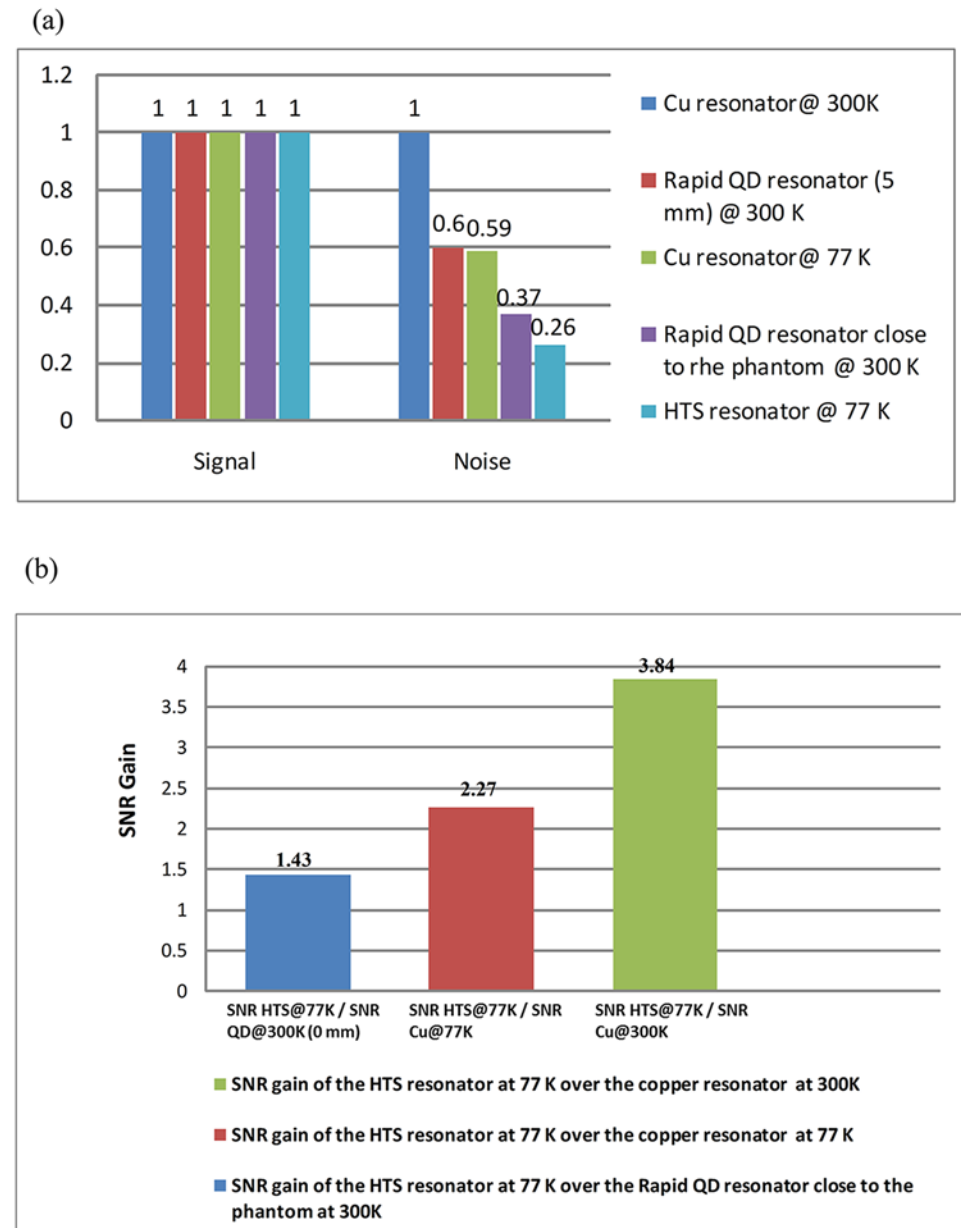 (a)
1.2
1
0.8
0.6
0.4
0.2
0
1 1 1 1 1
1
0.6
0.59
0.37
0.26
Signal
Noise
Cu resonator@ 300K
Rapid QD resonator (5
mm) @ 300 K
Cu resonator@ 77 K
Rapid QD resonator close
to rhe phantom @ 300 K
HTS resonator @ 77 K
(b)
SNR Gain
4
3.5
3
2.5
2
1.5
1
0.5
0
1.43
2.27
3.84
SNR HTS@77K / SNR
QD@300K (0 mm)
SNR HTS@77K / SNR
Cu@77K
SNR HTS@77K / SNR
Cu@300K
SNR gain of the HTS resonator at 77 K over the copper resonator at 300K
SNR gain of the HTS resonator at 77 K over the copper resonator at 77 K
SNR gain of the HTS resonator at 77 K over the Rapid QD resonator close to the
phantom at 300K